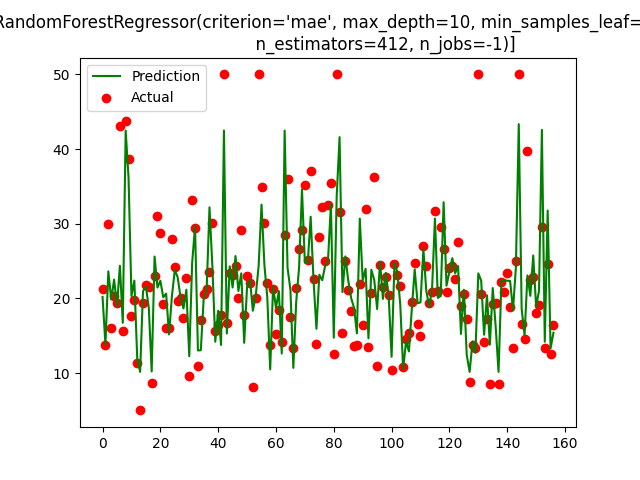 RandomForestRegressor(criterion='mae', max_depth=10, min_samples_leaf=
n_estimators=412, n_jobs=-1)]
Prediction
Actual
50
40
30
20
10
0 20 40 60 80 100 120 140 160